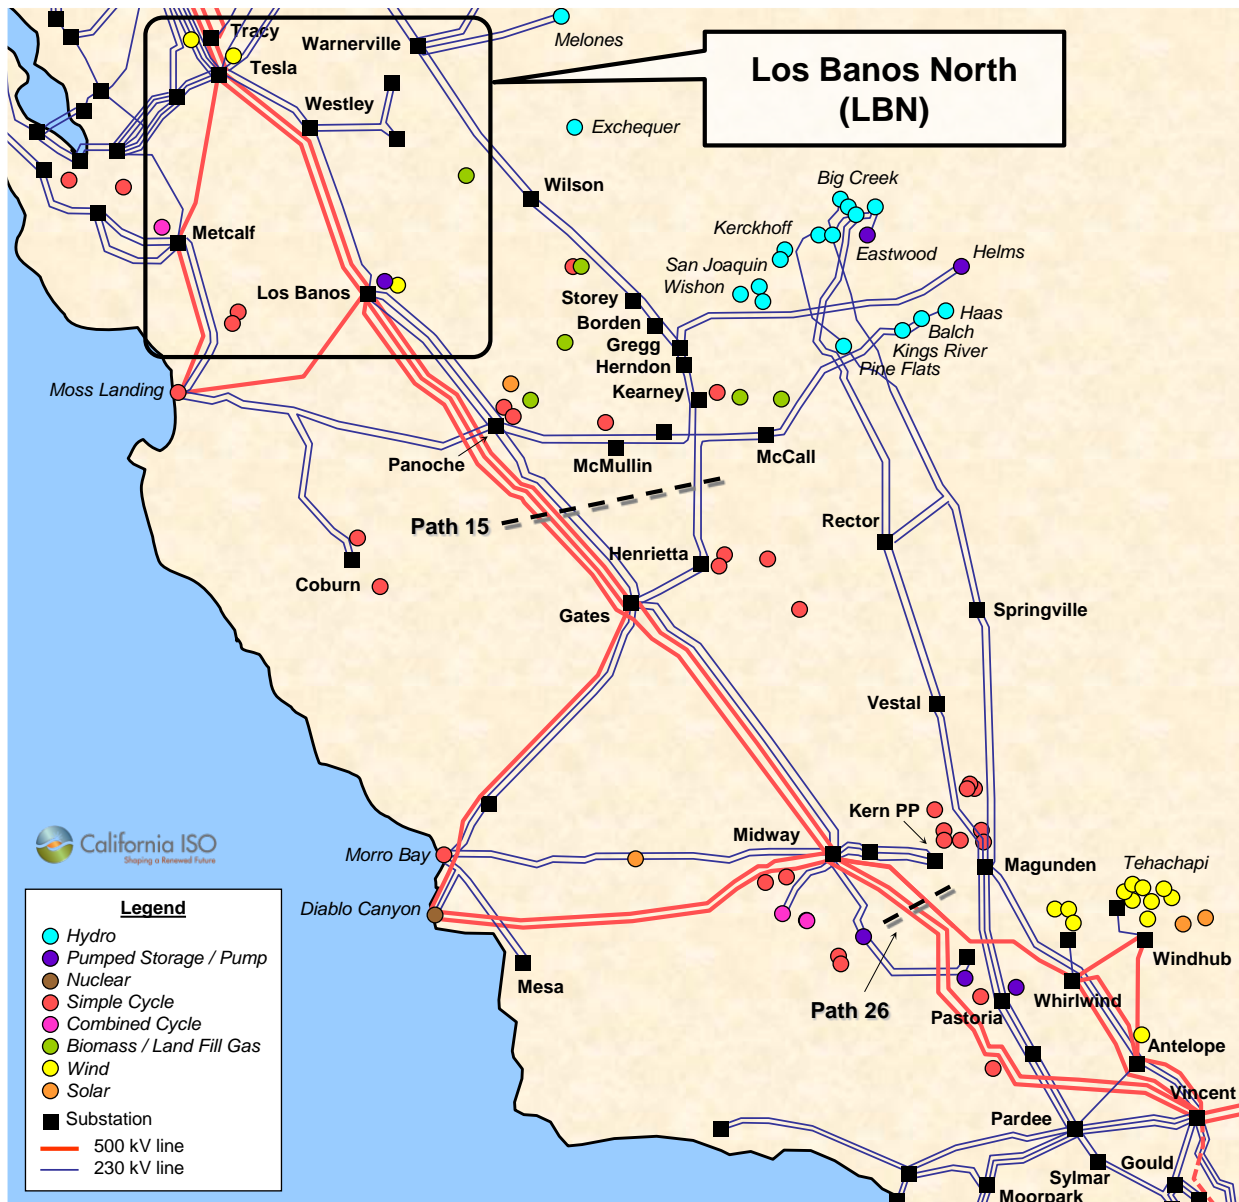 Tracy
Warnerville
Melones
Tesla
Los Banos North
(LBN)
Westley
Exchequer
Wilson
Big Creek
Kerckhoff
Metcalf
Eastwood
Helms
San Joaquin
Wishon
Los Banos
Storey
Haas
Borden
Balch
Gregg
Kings River
Herndon
Pine Flats
Moss Landing
Kearney
Panoche
McMullin
McCall
Path 15
Rector
Henrietta
Coburn
Gates
Springville
Vestal
Kern PP
Midway
California ISO
Shaping a Renewed Future
Morro Bay
Magunden
Tehachapi
Diablo Canyon
Legend
Hydro
Pumped Storage / Pump
Nuclear
Simple Cycle
Combined Cycle
Biomass / Land Fill Gas
Wind
Solar
Substation
500 kV line
230 kV line
Mesa
Windhub
Whirlwind
Path 26
Pastoria
Antelope
Vincent
Pardee
Gould
Sylmar
Moorpark